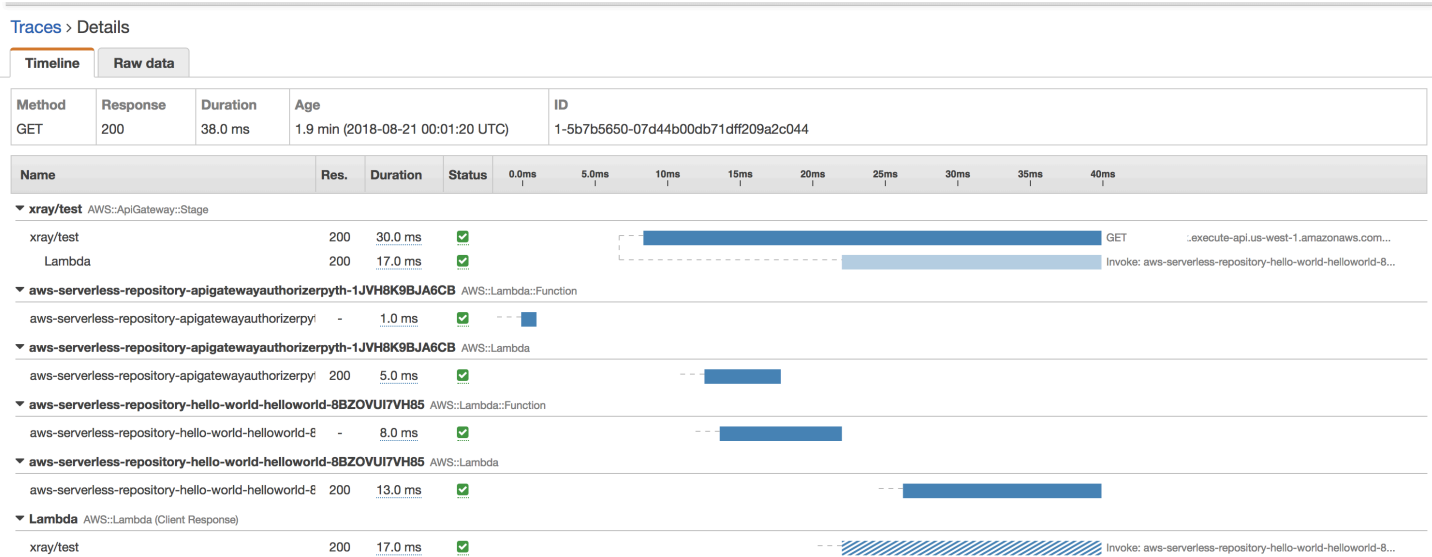 Traces > Details
Timeline Raw data
Method Response Duration Age ID
GET 200 38.0 ms 1.9 min (2018-08-21 00:01:20 UTC) 1-5b7b5650-07d44b00db71dff209a2c044
Name Res. Duration Status 0.0ms 5.0ms 10ms 15ms 20ms 25ms 30ms 35ms 40ms
xray/test AWS::ApiGateway::Stage
xray/test 200 30.0 ms GET :.execute-api.us-west-1.amazonaws.com...
Lambda 200 17.0 ms Invoke: aws-serverless-repository-hello-world-helloworld-8...
aws-serverless-repository-apigatewayauthorizerpyth-1JVH8K9BJA6CB AWS::Lambda::Function
aws-serverless-repository-apigatewayauthorizerpyt - 1.0 ms
aws-serverless-repository-apigatewayauthorizerpyth-1JVH8K9BJA6CB AWS::Lambda
aws-serverless-repository-apigatewayauthorizerpyt 200 5.0 ms
aws-serverless-repository-hello-world-helloworld-8BZOVUI7VH85 AWS::Lambda::Function
aws-serverless-repository-hello-world-helloworld-8 - 8.0 ms
aws-serverless-repository-hello-world-helloworld-8BZOVUI7VH85 AWS::Lambda
aws-serverless-repository-hello-world-helloworld-8 200 13.0 ms
Lambda AWS::Lambda (Client Response)
xray/test 200 17.0 ms Invoke: aws-serverless-repository-hello-world-helloworld-8...